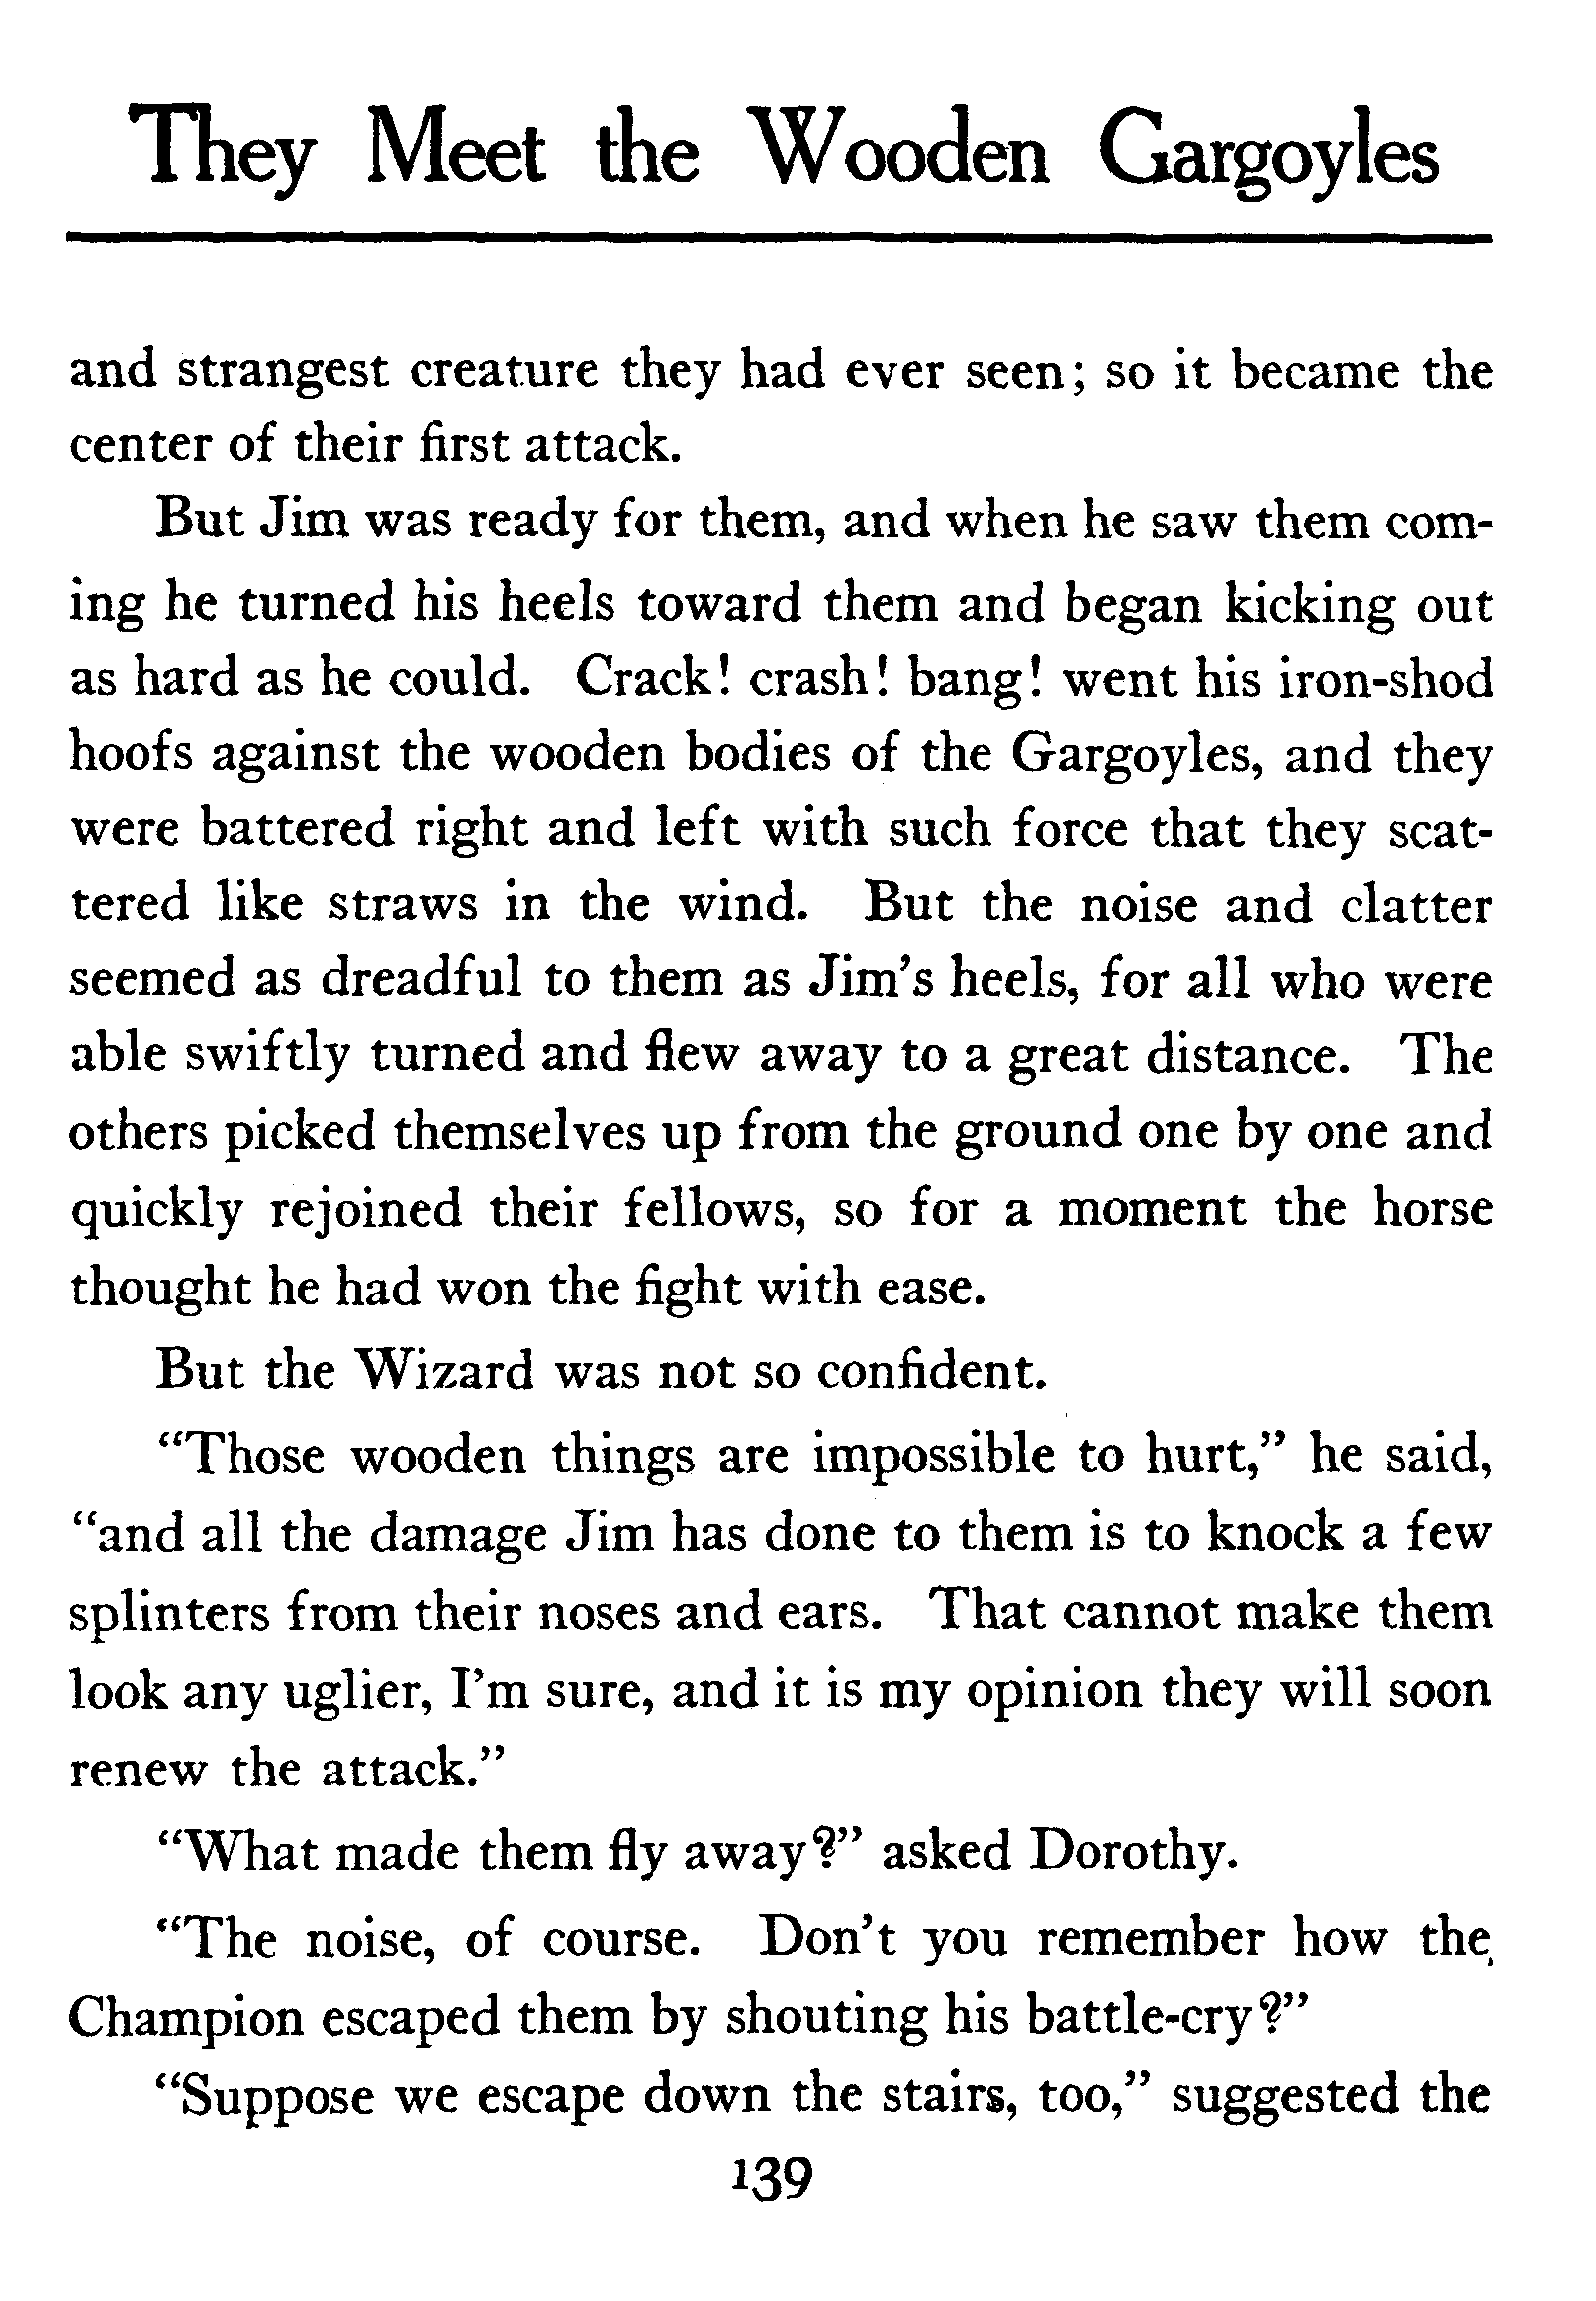 They Meet the Wooden Gargoyles
and strangest creature they had ever seen; so it became the
center of their first attack.
But Jim was ready for them, and when he saw them com-
ing he turned his heels toward them and began kicking out
as hard as he could. Crack! crash! bang! went his iron-shod
hoofs against the wooden bodies of the Gargoyles, and they
were battered right and left with such force that they scat-
tered like straws in the wind. But the noise and clatter
seemed as dreadful to them as Jim's heels, for all who were
able swiftly turned and flew away to a great distance. The
others picked themselves up from the ground one by one and
quickly rejoined their fellows, so for a moment the horse
thought he had won the fight with ease.
But the Wizard was not so confident.
"Those wooden things are impossible to hurt," he said,
"and all the damage Jim has done to them is to knock a few
splinters from their noses and ears. That cannot make them
look any uglier, I'm sure, and it is my opinion they will soon
renew the attack."
"What made them fly away?" asked Dorothy.
"The noise, of course. Don't you remember how the
Champion escaped them by shouting his battle-cry?"
"Suppose we escape down the stairs, too," suggested the
139